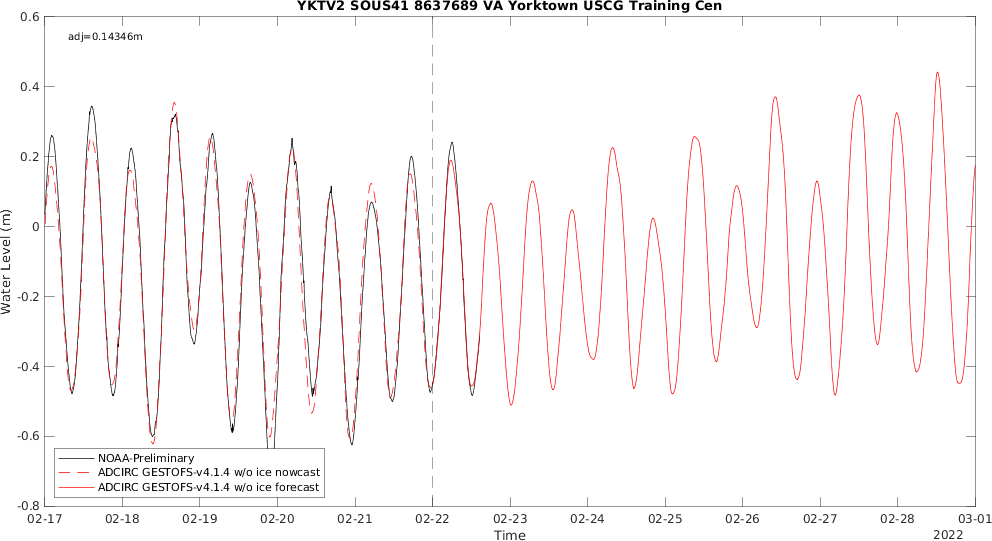 YKTV2 SOUS41 8637689 VA Yorktown USCG Training Cen
adj=0.14346m
0.6
0.4
0.2
0
-0.2
-0.4
-0.6
-0.8
Water Level (m)
NOAA-Preliminary
ADCIRC GESTOFS-v4.1.4 w/o ice nowcast
ADCIRC GESTOFS-v4.1.4 w/o ice forecast
02-17 02-18 02-19 02-20 02-21 02-22 02-23 02-24 02-25 02-26 02-27 02-28 03-01
Time
2022